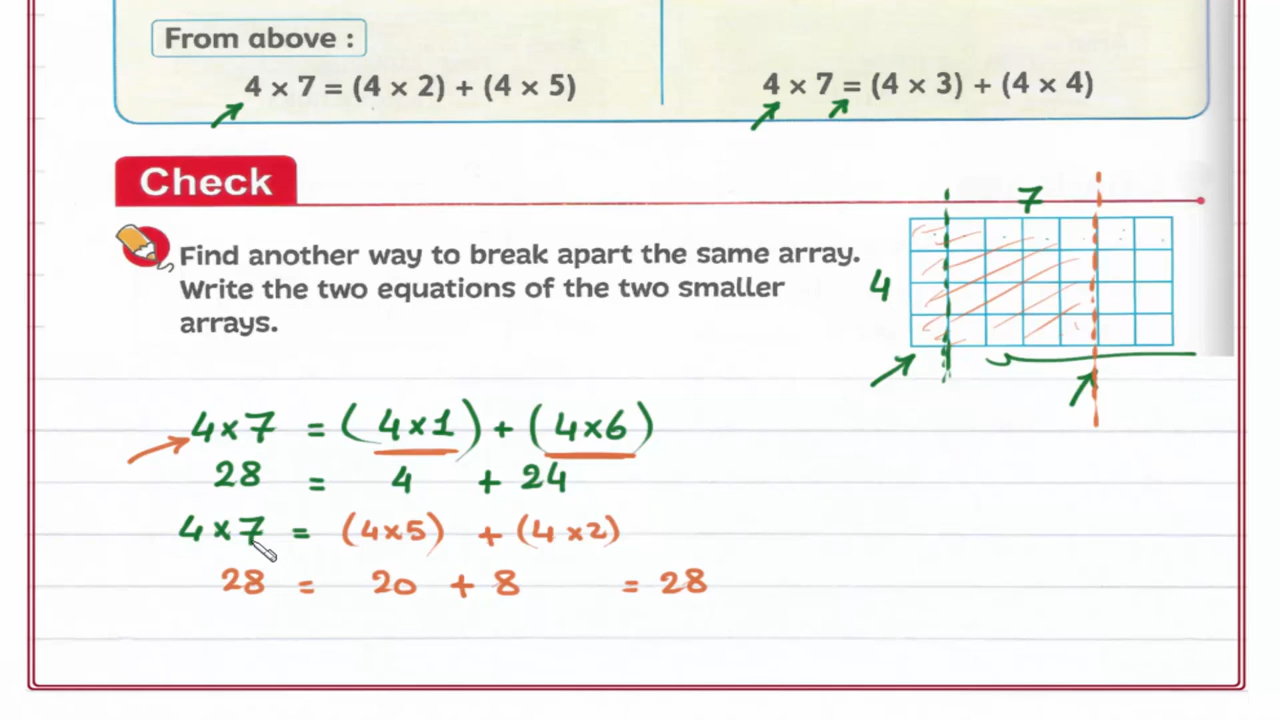 From above :
4 × 7 = (4 × 2) + (4 × 5)
4 × 7 = (4 × 3) + (4 × 4)
Check
Find another way to break apart the same array.
Write the two equations of the two smaller
arrays.
7
4
4×7 = (4×1) + (4×6)
28 = 4 + 24
4×7 = (4×5) + (4×2)
28 = 20 + 8 = 28